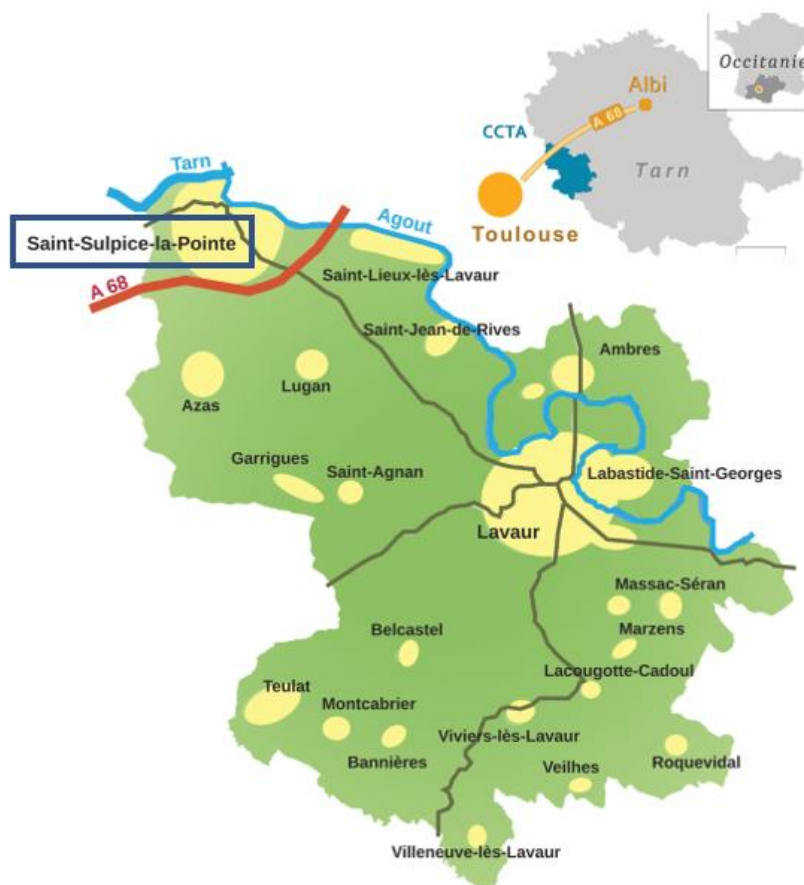 Occitanie
Albi
A 68
CCTA
Tarn
Toulouse
Tarn
Agout
Saint-Sulpice-la-Pointe
A 68
Saint-Lieux-lès-Lavaur
Saint-Jean-de-Rives
Ambres
Azas
Lugan
Garrigues
Saint-Agnan
Labastide-Saint-Georges
Lavaur
Massac-Séran
Marzens
Belcastel
Lacougotte-Cadoul
Teulat
Montcabrier
Viviers-lès-Lavaur
Bannières
Veilhes
Roquevidal
Villeneuve-lès-Lavaur